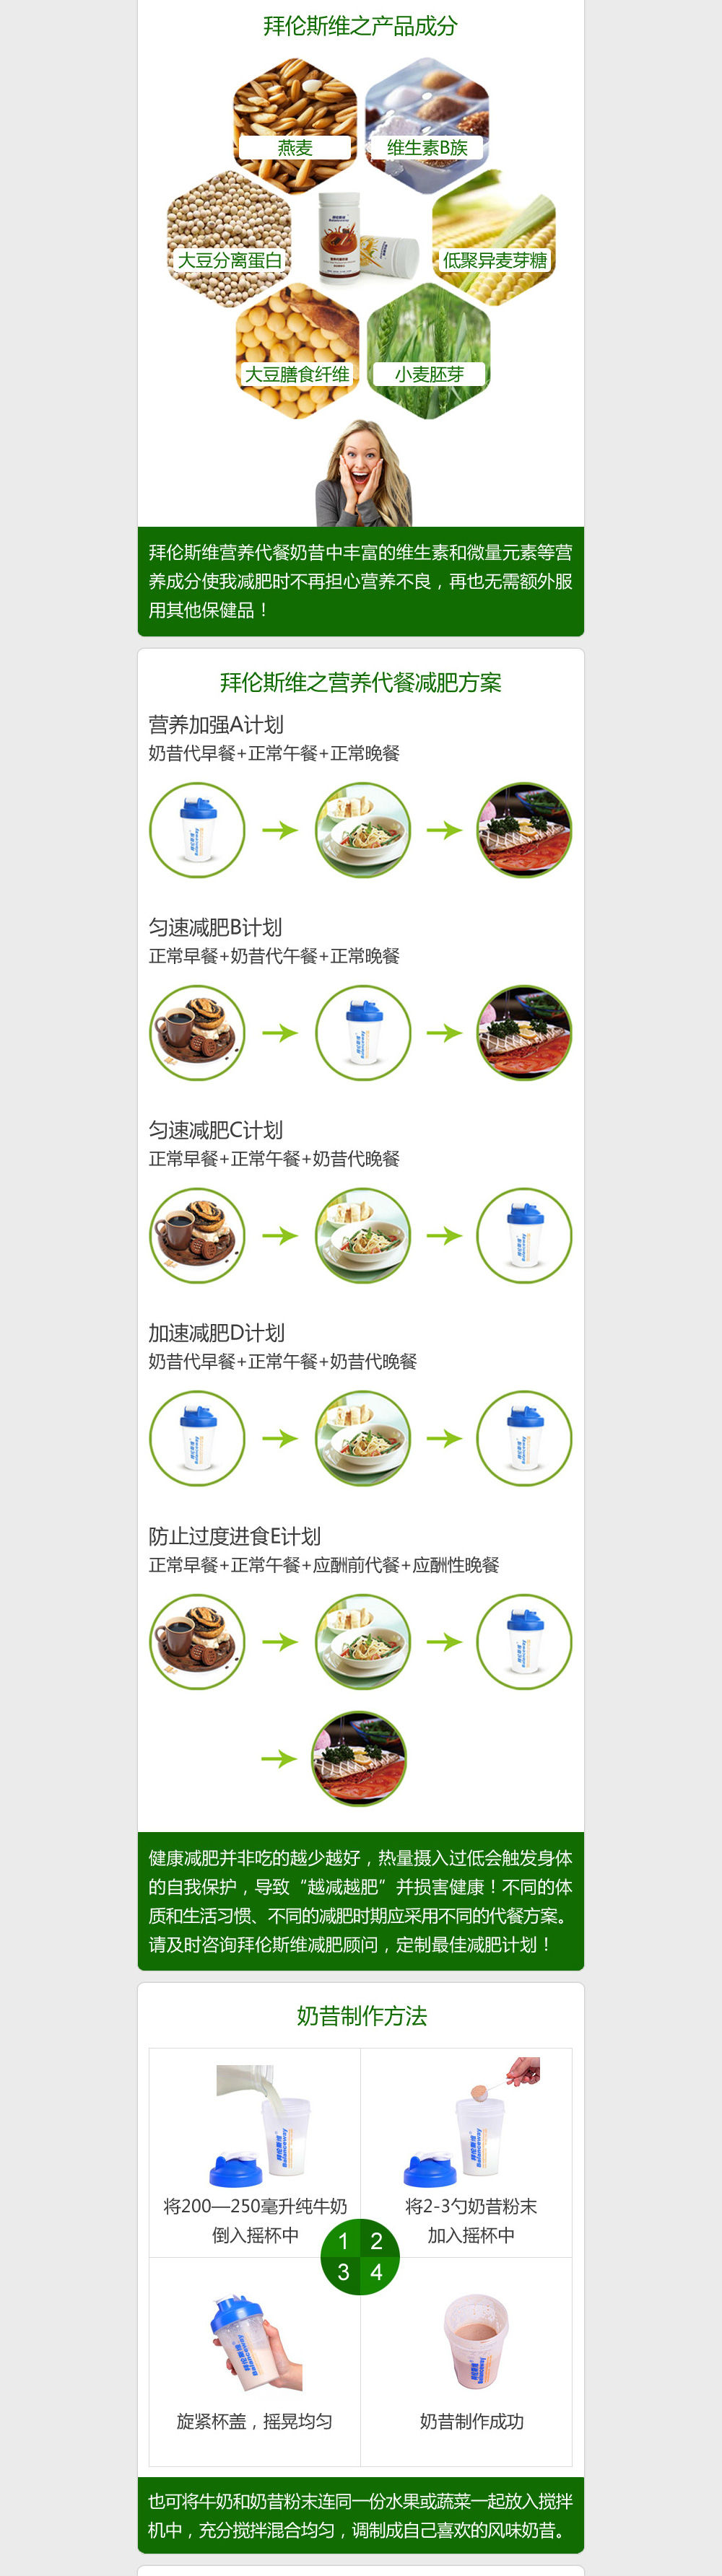 拜伦斯维之产品成分
燕麦
维生素B族
大豆分离蛋白
低聚异麦芽糖
大豆膳食纤维
小麦胚芽
拜伦斯维营养代餐奶昔中丰富的维生素和微量元素等营
养成分使我减肥时不再担心营养不良，再也无需额外服
用其他保健品！
拜伦斯维之营养代餐减肥方案
营养加强A计划
奶昔代早餐+正常午餐+正常晚餐
匀速减肥B计划
正常早餐+奶昔代午餐+正常晚餐
匀速减肥C计划
正常早餐+正常午餐+奶昔代晚餐
加速减肥D计划
奶昔代早餐+正常午餐+奶昔代晚餐
防止过度进食E计划
正常早餐+正常午餐+应酬前代餐+应酬性晚餐
健康减肥并非吃的越少越好，热量摄入过低会触发身体
的自我保护，导致“越减越肥”并损害健康！不同的体
质和生活习惯、不同的减肥时期应采用不同的代餐方案。
请及时咨询拜伦斯维减肥顾问，定制最佳减肥计划！
奶昔制作方法
拜伦斯维
Balanceway
将200—250毫升纯牛奶
倒入摇杯中
拜伦斯维
Balanceway
将2-3勺奶昔粉末
加入摇杯中
1 2
3 4
拜伦斯维
Balanceway
旋紧杯盖，摇晃均匀
拜伦斯维
Balanceway
奶昔制作成功
也可将牛奶和奶昔粉末连同一份水果或蔬菜一起放入搅拌
机中，充分搅拌混合均匀，调制成自己喜欢的风味奶昔。